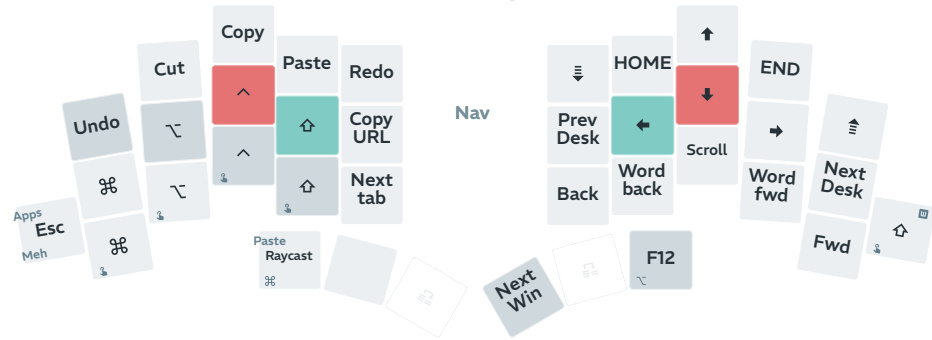 Copy
Cut
Paste
Redo
Undo
Copy
URL
Next
tab
Apps
Esc
Meh
Paste
Raycast
Nav
HOME
END
Prev
Desk
Scroll
Back
Word
back
Word
fwd
Next
Desk
Fwd
Next
Win
F12